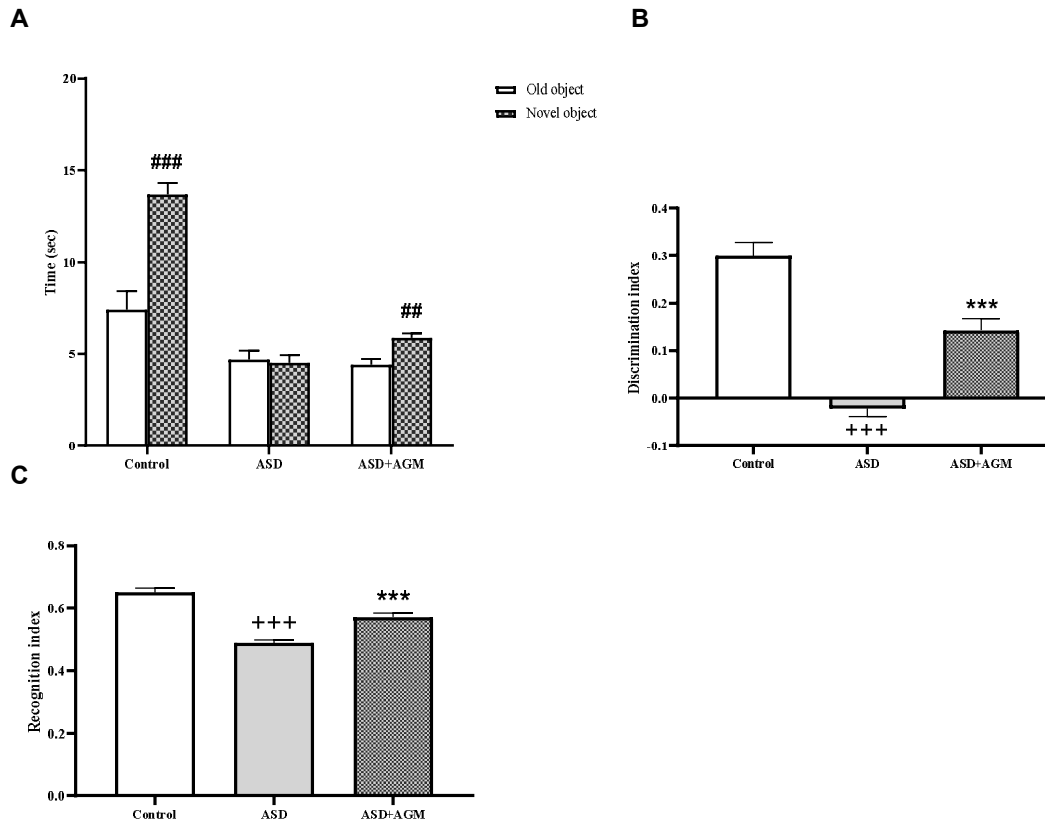 A
20
15
10
5
0
Time (sec)
###
##
Control
ASD
ASD+AGM
Old object
Novel object
B
0.4
0.3
0.2
0.1
0.0
-0.1
Discrimination index
+++
***
Control
ASD
ASD+AGM
C
0.8
0.6
0.4
0.2
0.0
Recognition index
+++
***
Control
ASD
ASD+AGM